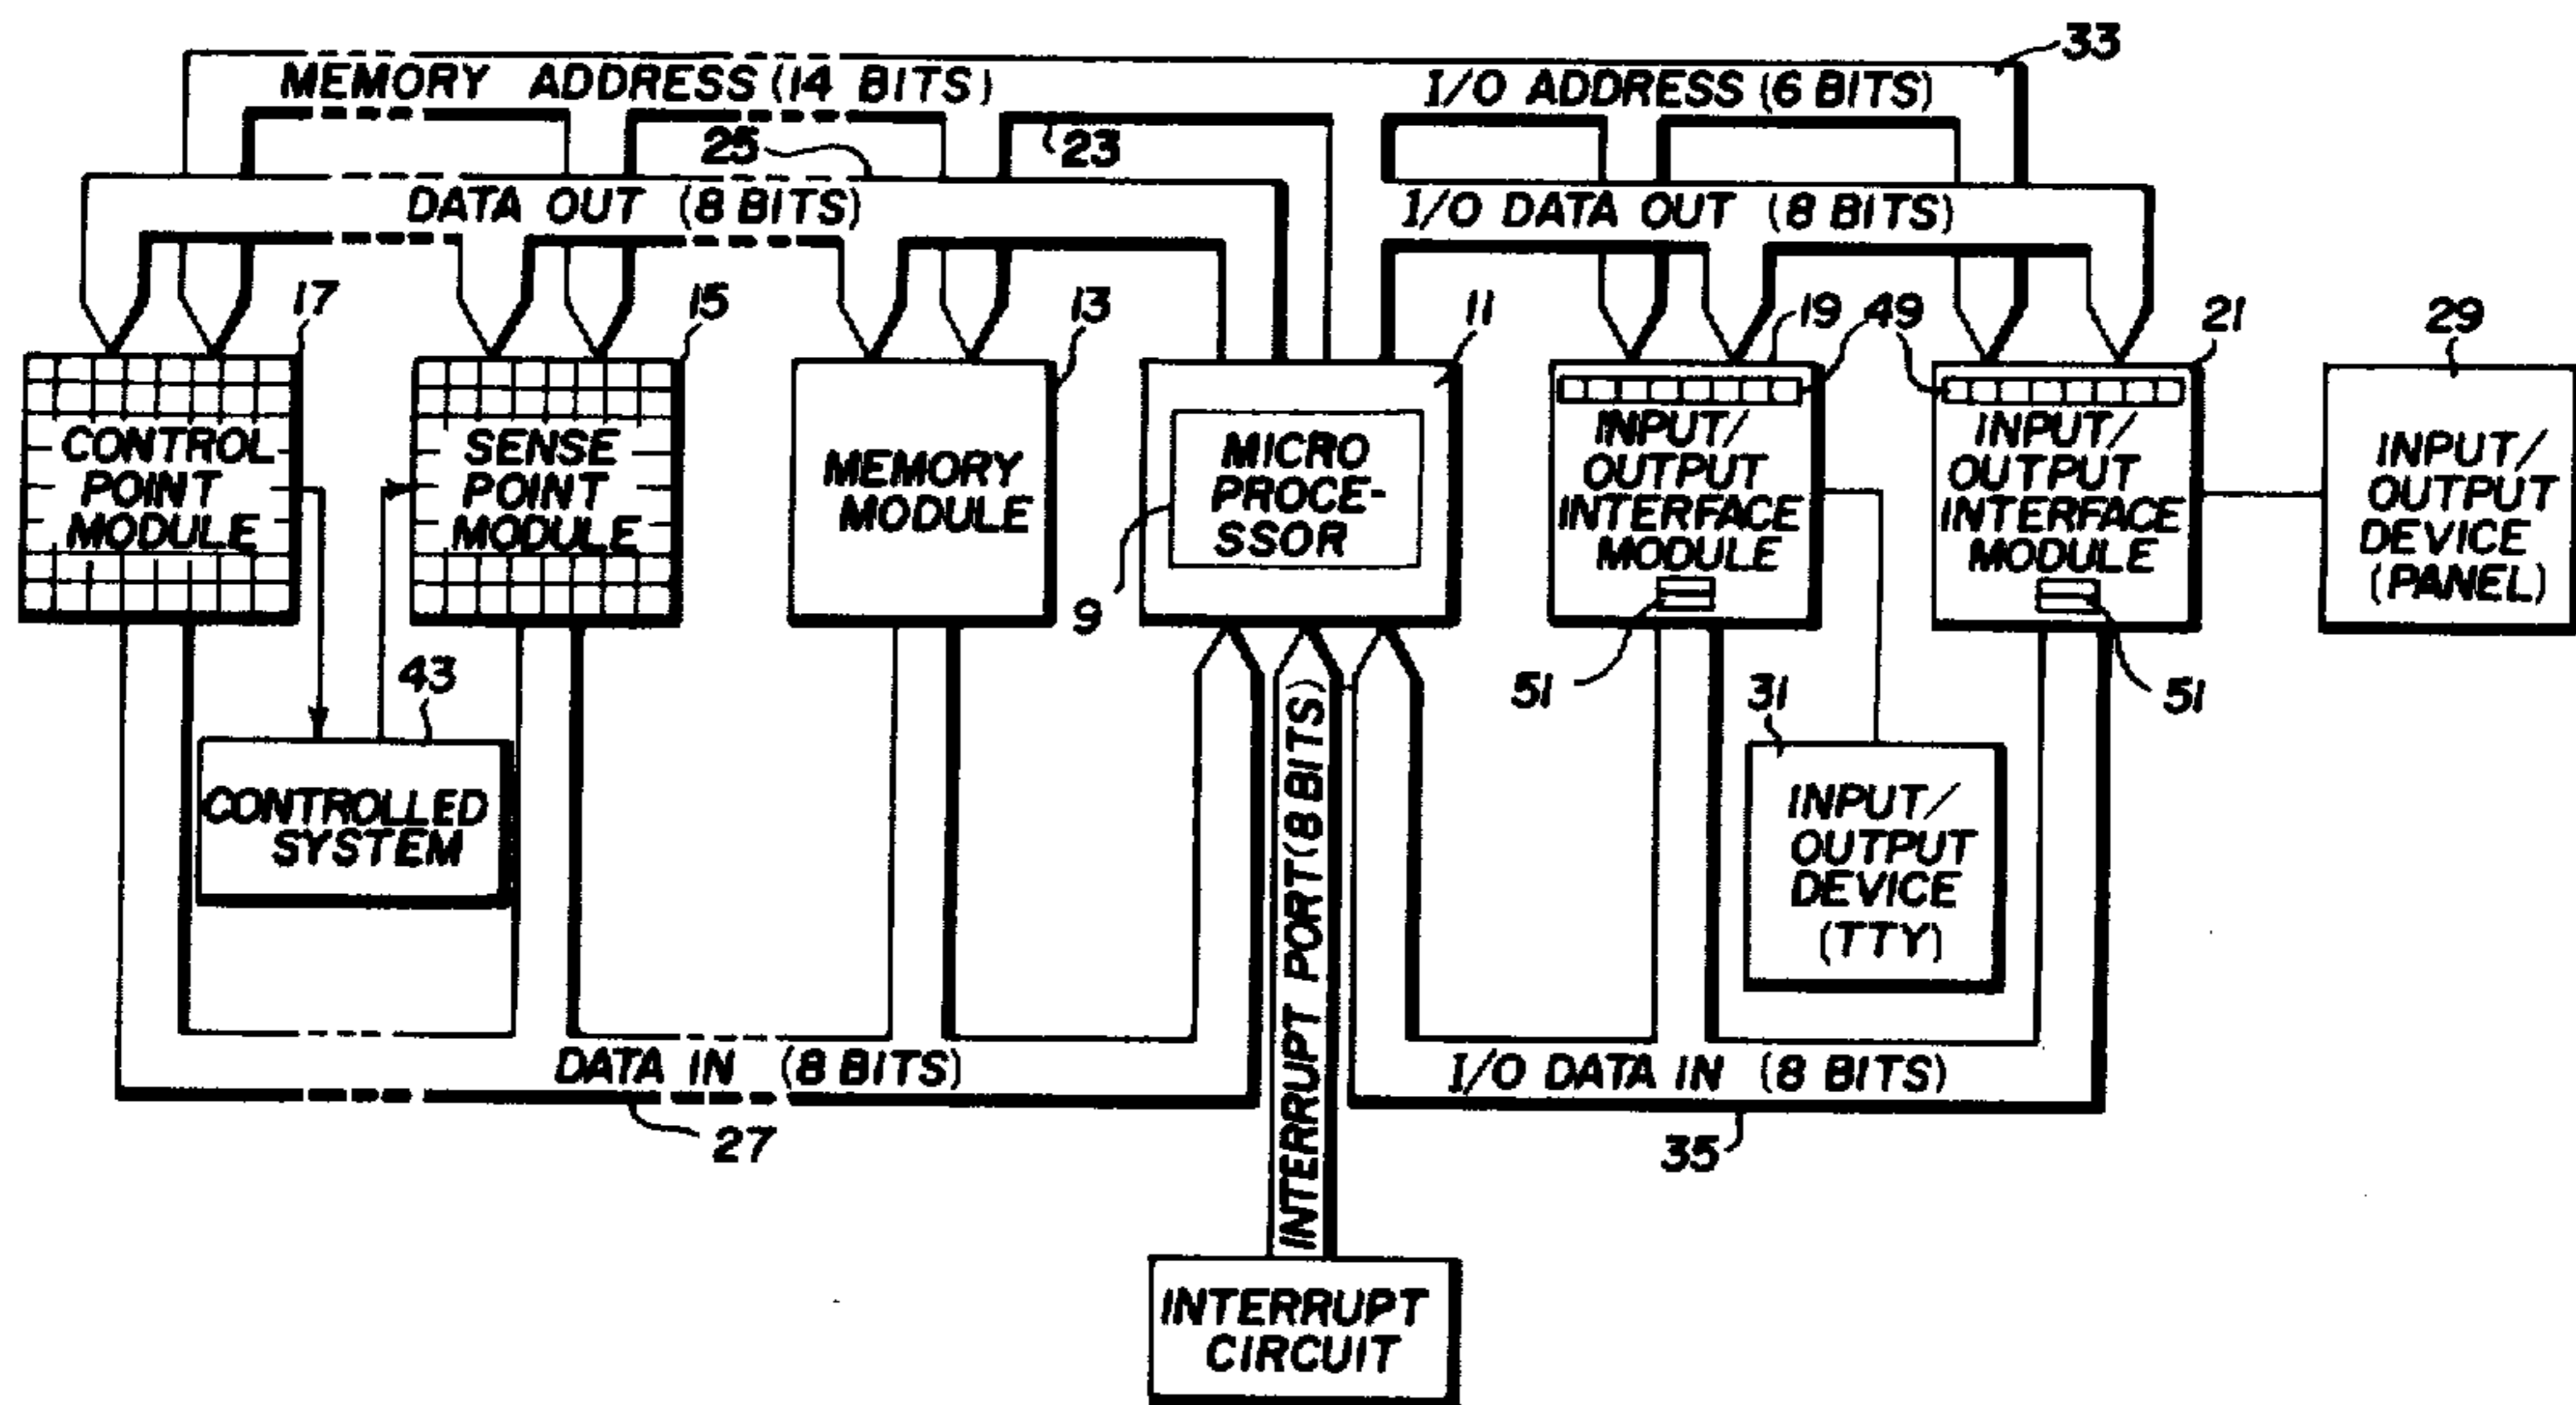 33
MEMORY ADDRESS (14 BITS)
I/O ADDRESS (6 BITS)
25
23
DATA OUT (8 BITS)
I/O DATA OUT (8 BITS)
17
15
13
11
19
49
21
29
CONTROL
POINT
MODULE
SENSE
POINT
MODULE
MEMORY
MODULE
MICRO
PROCE-
SSOR
9
INPUT/
OUTPUT
INTERFACE
MODULE
51
INPUT/
OUTPUT
INTERFACE
MODULE
51
INPUT/
OUTPUT
DEVICE
(PANEL)
43
CONTROLLED
SYSTEM
31
INPUT/
OUTPUT
DEVICE
(TTY)
INTERRUPT PORT (8 BITS)
DATA IN (8 BITS)
I/O DATA IN (8 BITS)
27
35
INTERRUPT
CIRCUIT